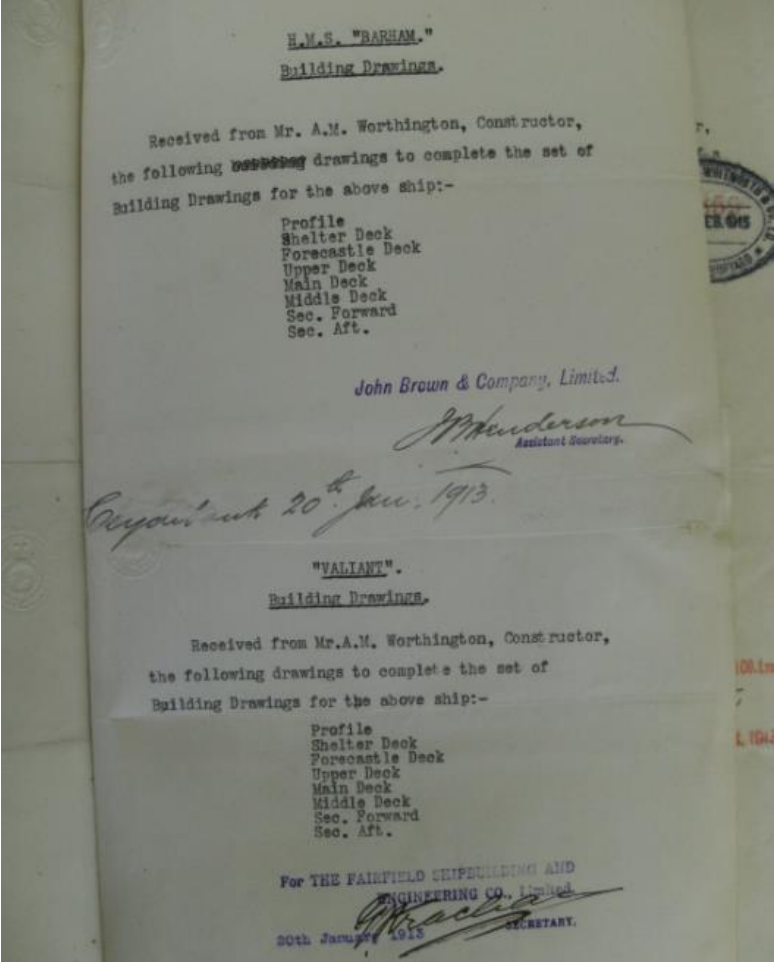 H.M.S. "BARHAM."
Building Drawings.
Received from Mr. A.M. Worthington, Constructor,
the following drawings to complete the set of
Building Drawings for the above ship:-
Profile
Shelter Deck
Forecastle Deck
Upper Deck
Main Deck
Middle Deck
Sec. Forward
Sec. Aft.
John Brown & Company, Limited.
Henderson
Assistant Secretary.
20th Jan. 1913.
"VALIANT".
Building Drawings.
Received from Mr.A.M. Worthington, Constructor,
the following drawings to complete the set of
Building Drawings for the above ship:-
Profile
Shelter Deck
Forecastle Deck
Upper Deck
Main Deck
Middle Deck
Sec. Forward
Sec. Aft.
For THE FAIRFIELD SHIPBUILDING AND
ENGINEERING CO., Limited.
SECRETARY.
20th January 1913